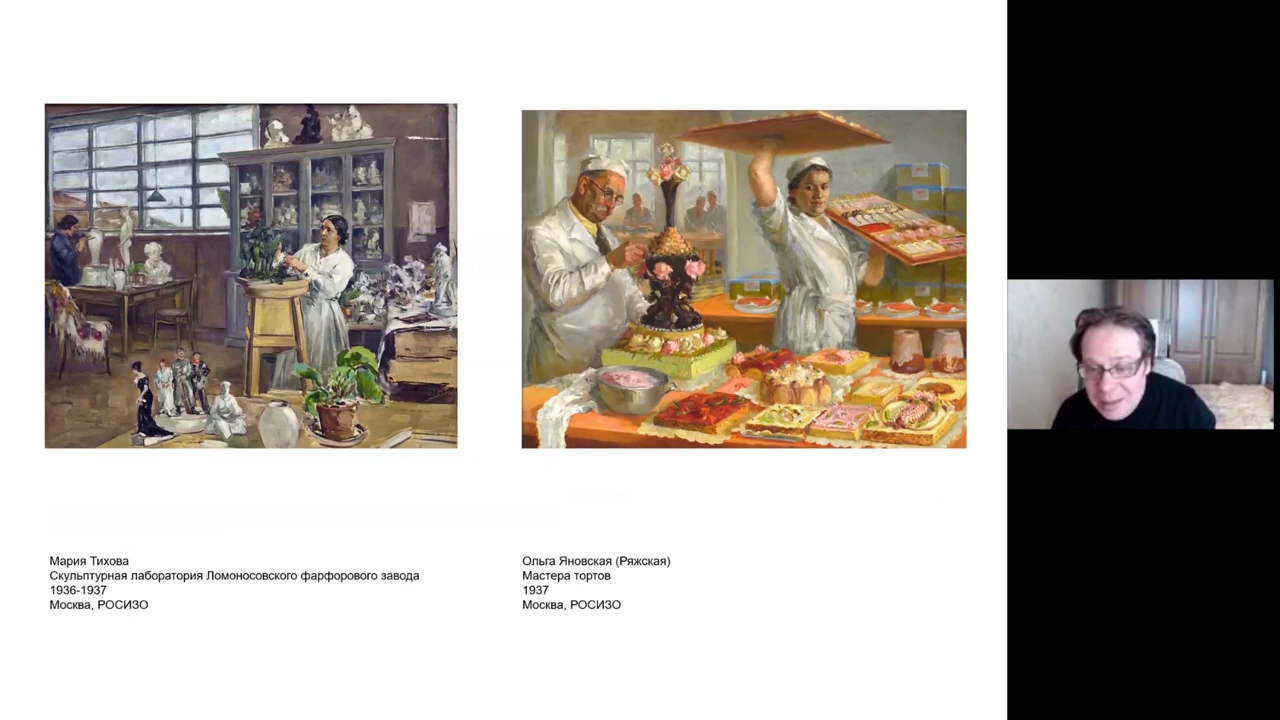 Мария Тихова
Скульптурная лаборатория Ломоносовского фарфорового завода
1936-1937
Москва, РОСИЗО
Ольга Яновская (Ряжская)
Мастера тортов
1937
Москва, РОСИЗО